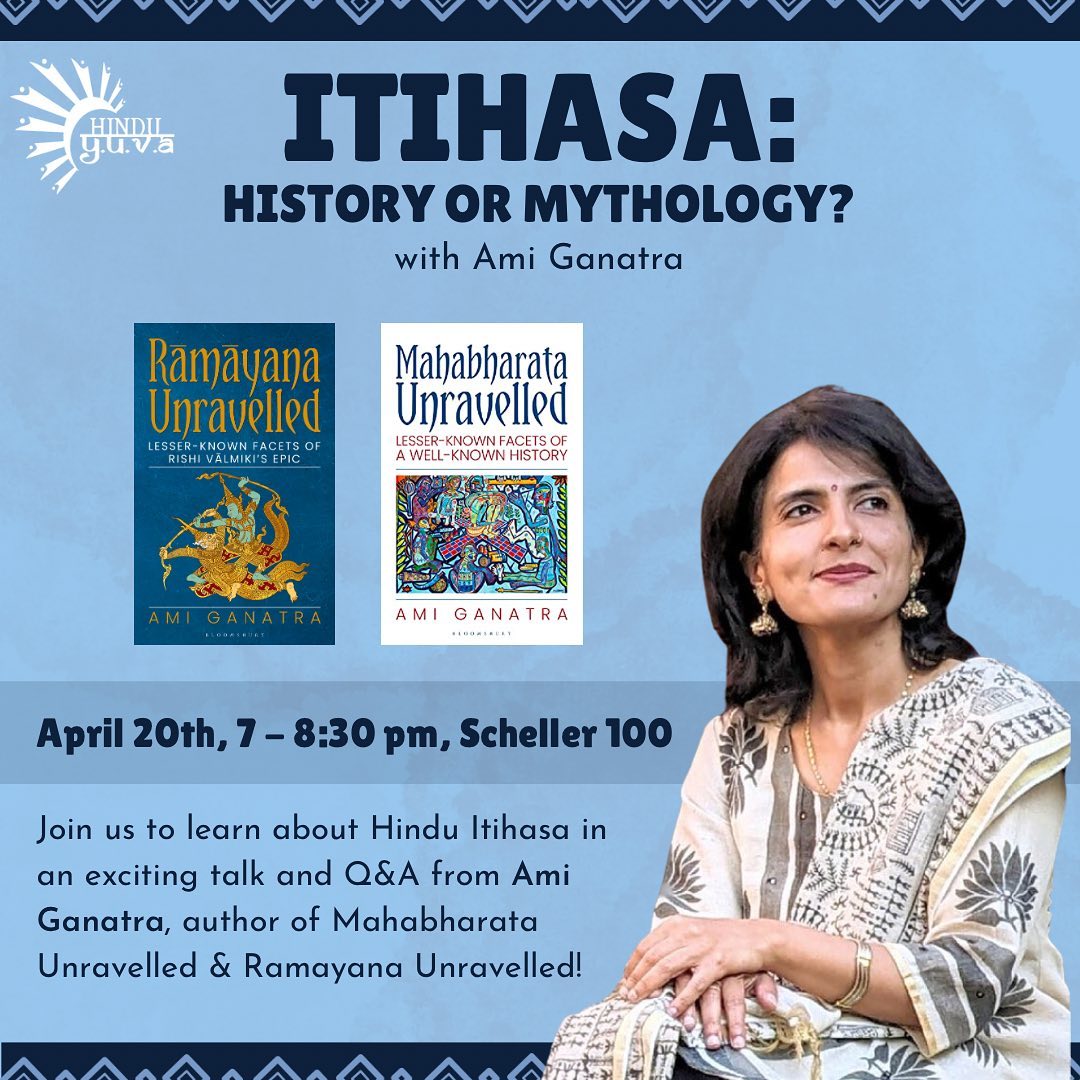 HINDU
y.u.v.a
ITIHASA:
HISTORY OR MYTHOLOGY?
with Ami Ganatra
Rāmāyana
Unravelled
LESSER-KNOWN FACETS OF
RISHI VĀLMIKI'S EPIC
AMI GANATRA
BLOOMSBURY
Mahabharata
Unravelled
LESSER-KNOWN FACETS OF
A WELL-KNOWN HISTORY
AMI GANATRA
BLOOMSBURY
April 20th, 7 – 8:30 pm, Scheller 100
Join us to learn about Hindu Itihasa in
an exciting talk and Q&A from Ami
Ganatra, author of Mahabharata
Unravelled & Ramayana Unravelled!